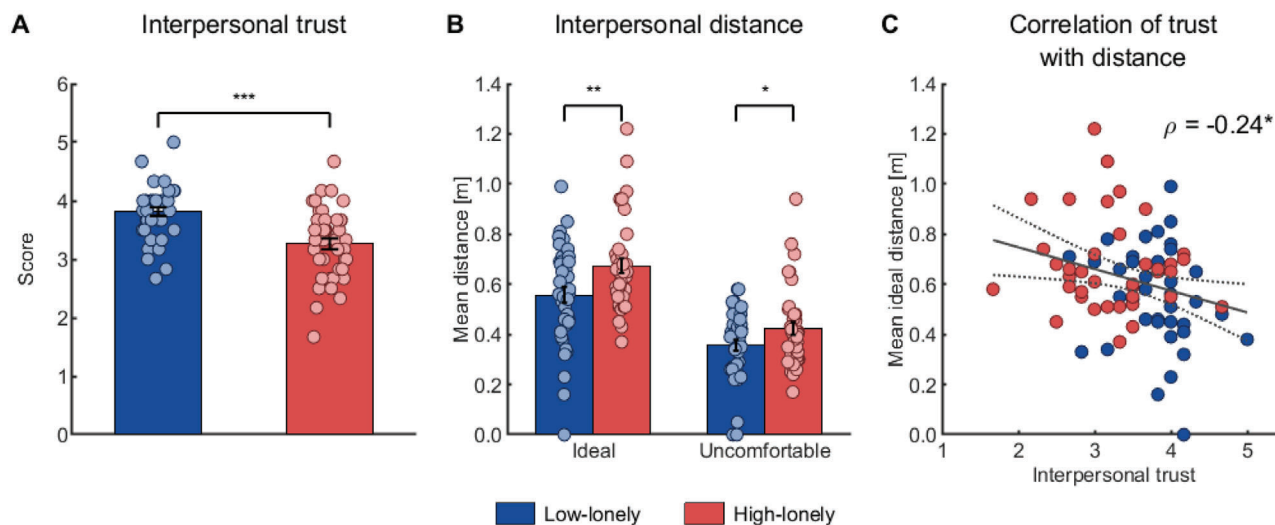 A
Interpersonal trust
Score
6
5
4
3
2
1
0
***
B
Interpersonal distance
Mean distance [m]
1.4
1.2
1.0
0.8
0.6
0.4
0.2
0.0
**
*
Ideal
Uncomfortable
C
Correlation of trust
with distance
Mean ideal distance [m]
1.4
1.2
1.0
0.8
0.6
0.4
0.2
0.0
ρ = -0.24*
1 2 3 4 5
Interpersonal trust
Low-lonely
High-lonely